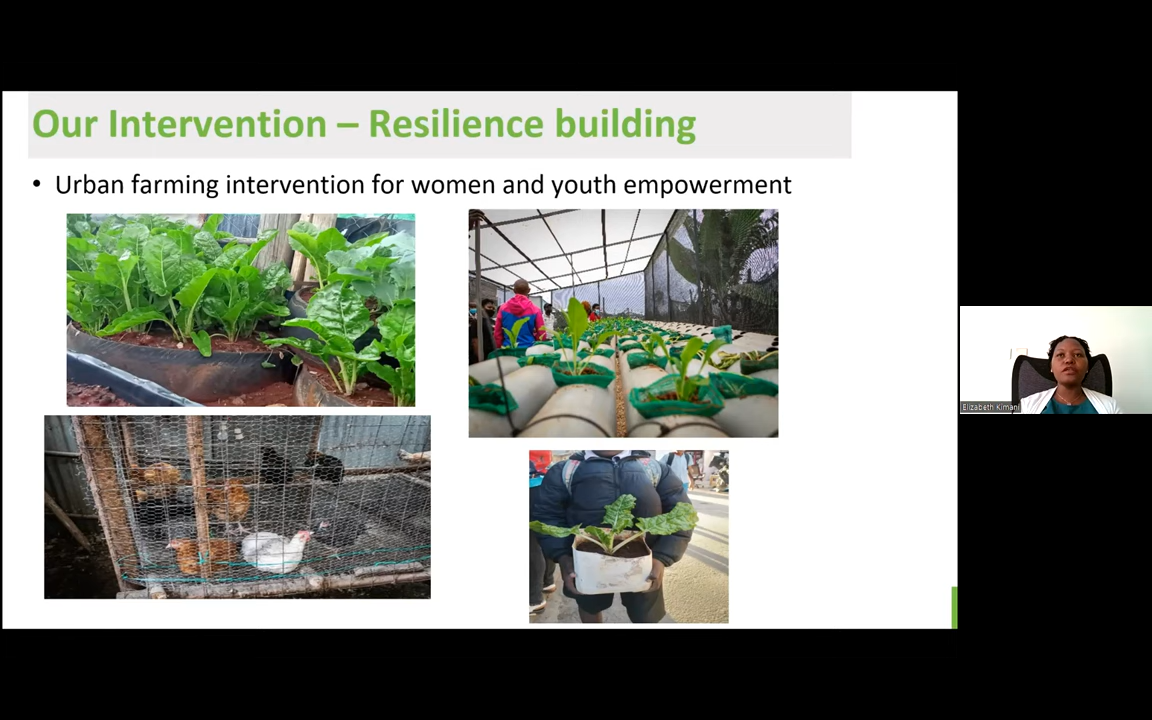 Our Intervention – Resilience building
• Urban farming intervention for women and youth empowerment
Elizabeth Kimani